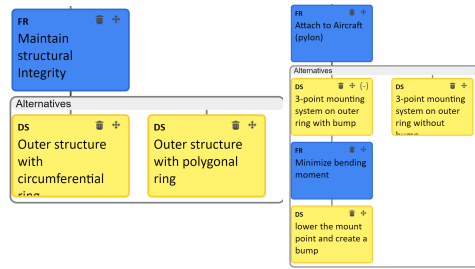 FR
Maintain
structural
Integrity
Alternatives
DS
Outer structure
with
circumferential
ring
DS
Outer structure
with polygonal
ring
FR
Attach to Aircraft
(pylon)
Alternatives
DS
(-)
3-point mounting
system on outer
ring with bump
DS
3-point mounting
system on outer
ring without
bump
FR
Minimize bending
moment
DS
lower the mount
point and create a
bump